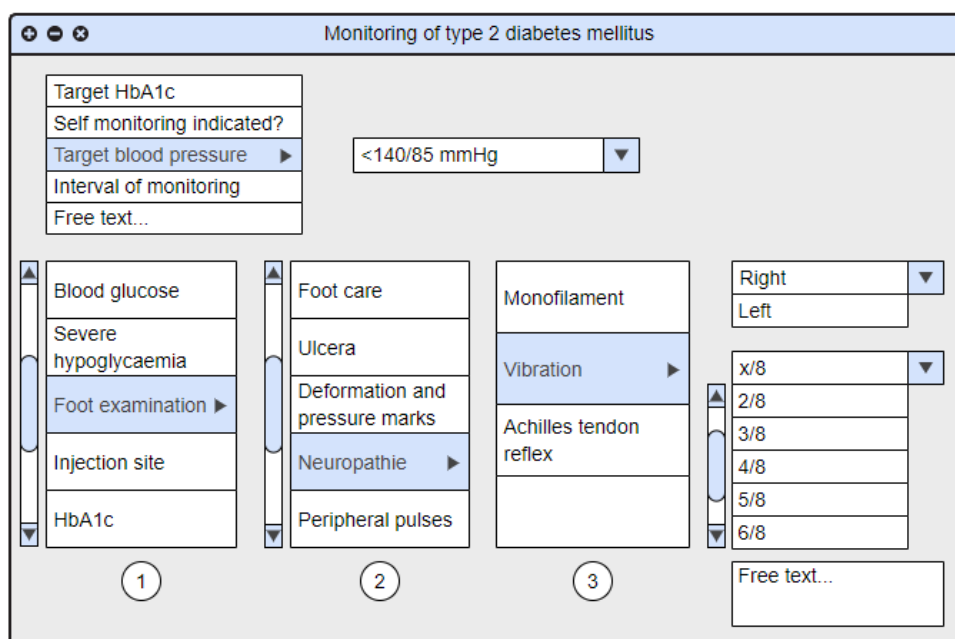 Monitoring of type 2 diabetes mellitus
Target HbA1c
Self monitoring indicated?
Target blood pressure
Interval of monitoring
Free text...
<140/85 mmHg
Blood glucose
Severe
hypoglycaemia
Foot examination
Injection site
HbA1c
1
Foot care
Ulcera
Deformation and
pressure marks
Neuropathie
Peripheral pulses
2
Monofilament
Vibration
Achilles tendon
reflex
3
Right
Left
x/8
2/8
3/8
4/8
5/8
6/8
Free text...